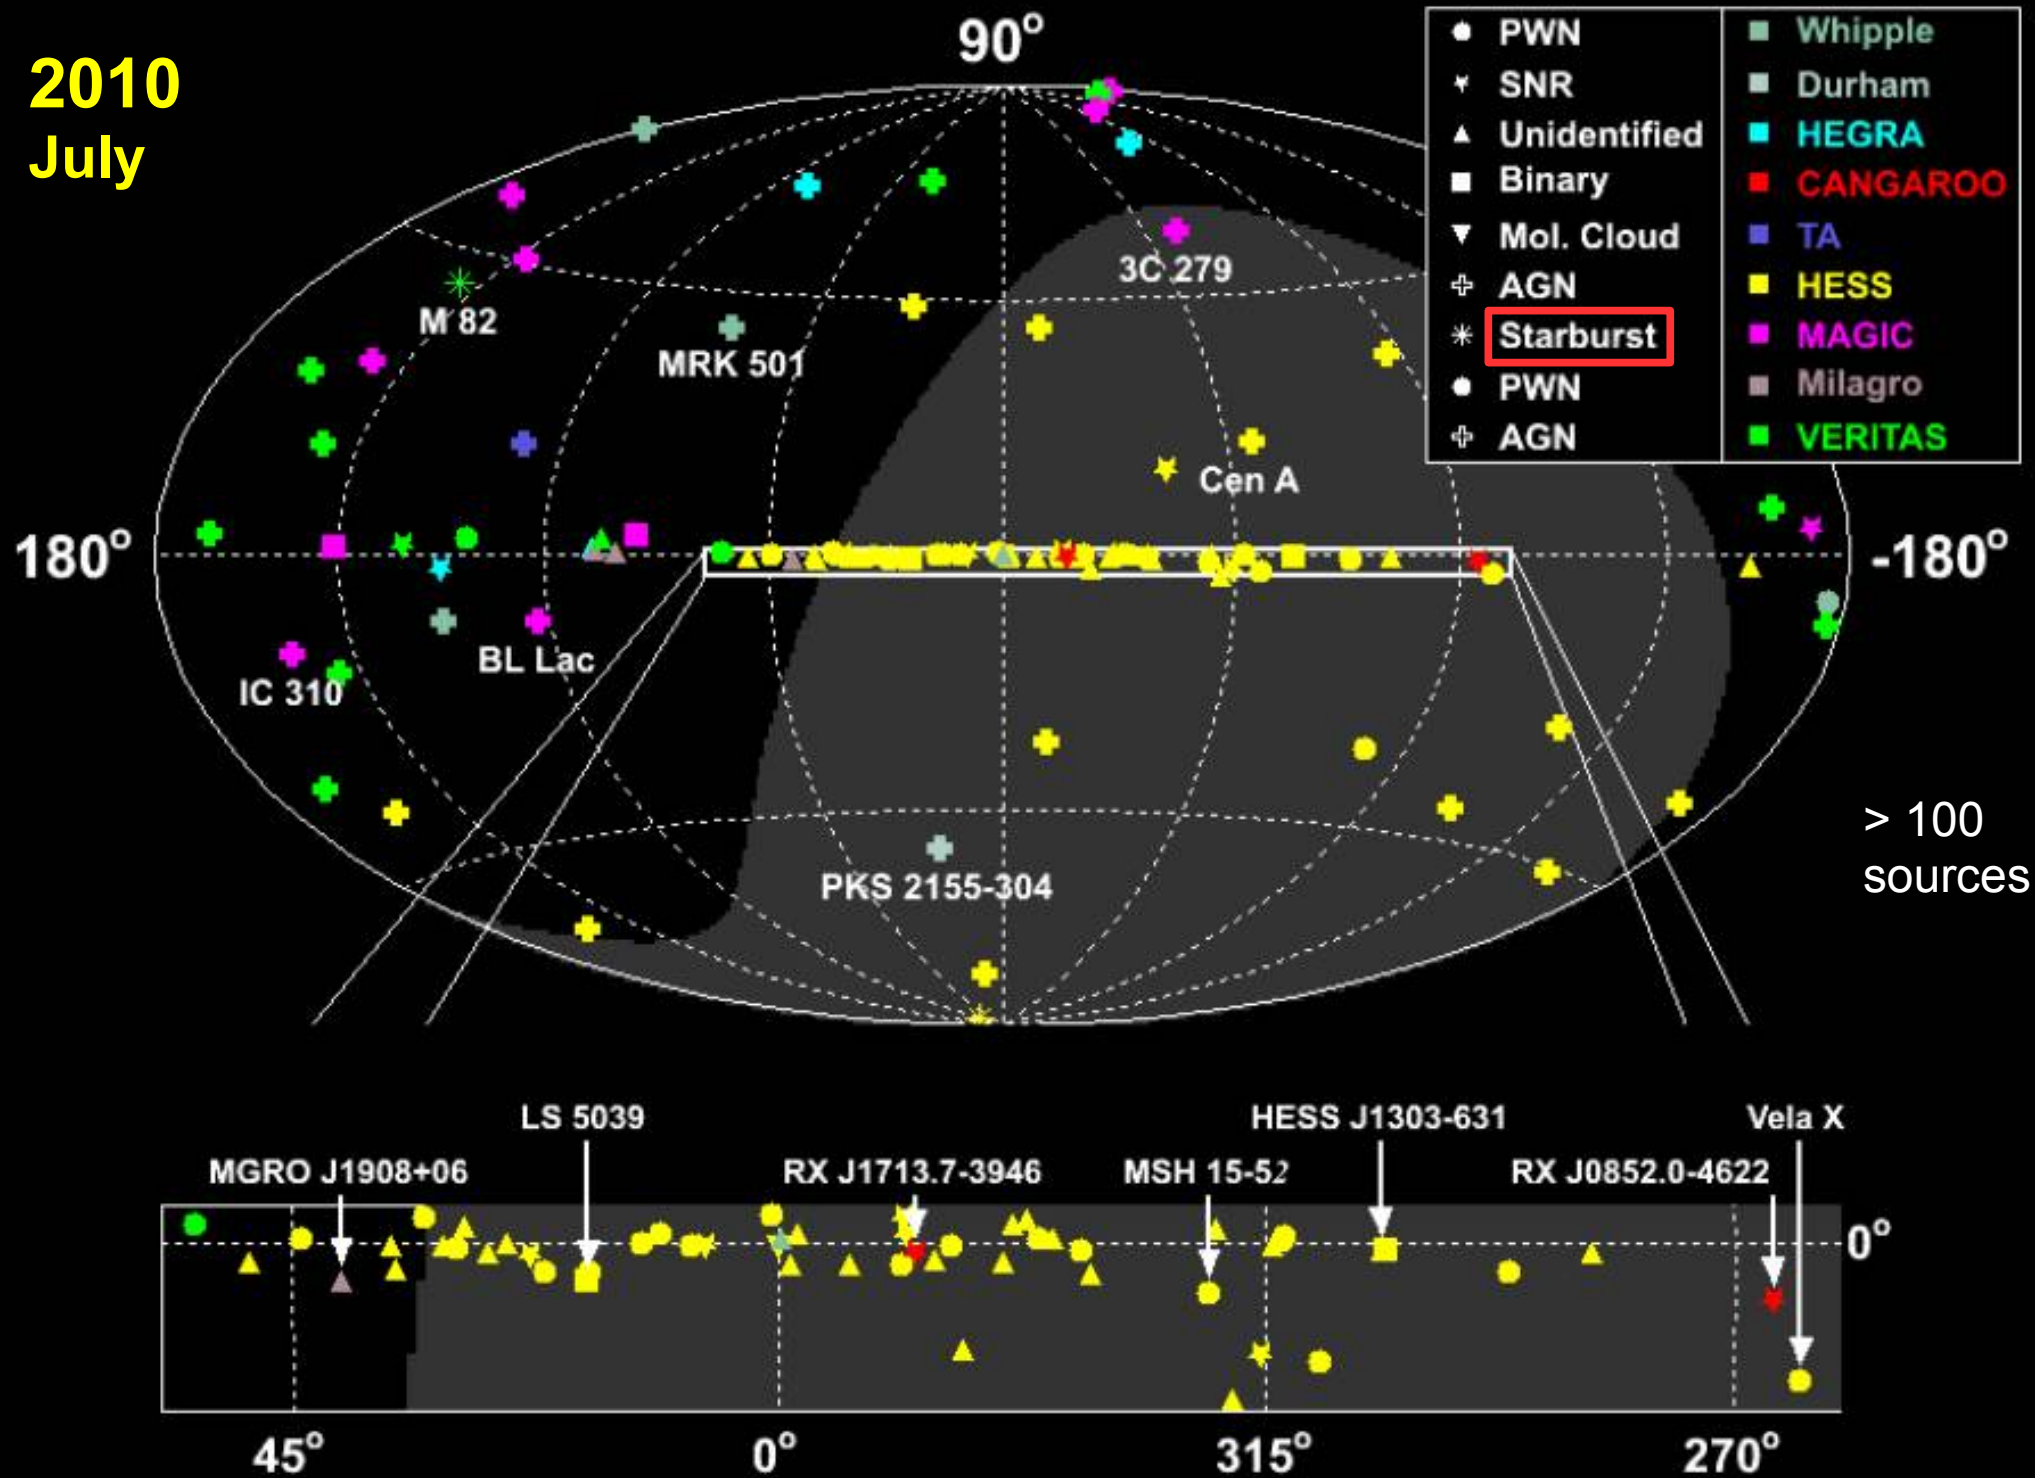 2010
July
90°
PWN
SNR
Unidentified
Binary
Mol. Cloud
AGN
Starburst
PWN
AGN
Whipple
Durham
HEGRA
CANGAROO
TA
HESS
MAGIC
Milagro
VERITAS
3C 279
M 82
MRK 501
Cen A
180°
-180°
BL Lac
IC 310
PKS 2155-304
> 100
sources
LS 5039
HESS J1303-631
Vela X
MGRO J1908+06
RX J1713.7-3946
MSH 15-52
RX J0852.0-4622
0°
45°
0°
315°
270°